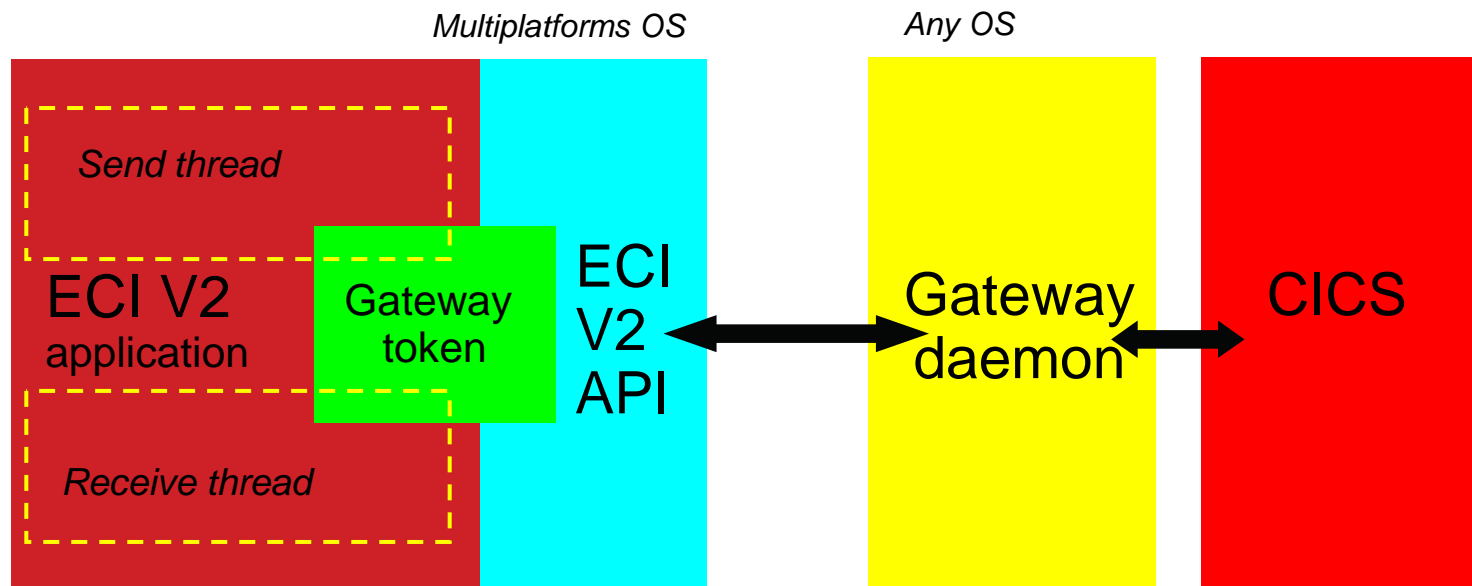 Multiplatforms OS
Any OS
Send thread
ECI V2
application
Gateway
token
Receive thread
ECI
V2
API
Gateway
daemon
CICS